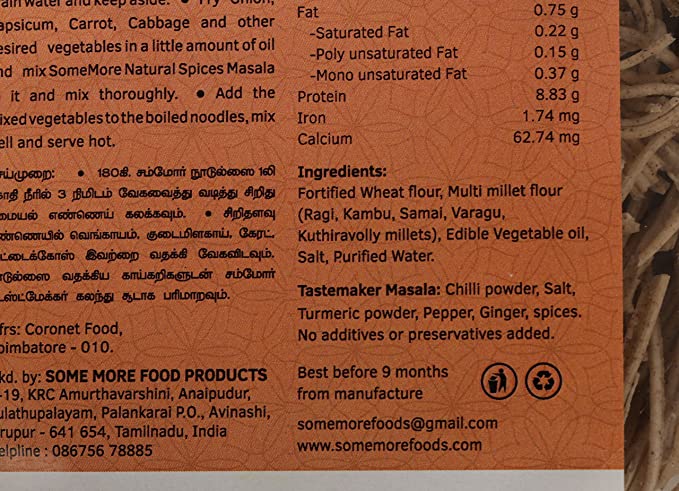 water and keep aside. • Fry Onion,
apsicum, Carrot, Cabbage and other
esired vegetables in a little amount of oil
nd mix SomeMore Natural Spices Masala
it and mix thoroughly. • Add the
ixed vegetables to the boiled noodles, mix
ell and serve hot.
ய்முறை: • 180கி. சம்மோர் நூடுல்ஸை 1லி
காதி நீரில் 3 நிமிடம் வேகவைத்து வடித்து சிறிது
மையல் எண்ணெய் கலக்கவும். • சிறிதளவு
ண்ணெயில் வெங்காயம், குடைமிளகாய், கேரட்,
ட்டைக்கோஸ் இவற்றை வதக்கி வேகவிடவும்.
டுல்ஸை வதக்கிய காய்கறிகளுடன் சம்மோர்
டஸ்ட்மேக்கர் கலந்து சூடாக பரிமாறவும்.
frs: Coronet Food,
oimbatore - 010.
kd. by: SOME MORE FOOD PRODUCTS
-19, KRC Amurthavarshini, Anaipudur,
ulathupalayam, Palankarai P.O., Avinashi,
rupur - 641 654, Tamilnadu, India
elpline : 086756 78885
Fat 0.75 g
-Saturated Fat 0.22 g
-Poly unsaturated Fat 0.15 g
-Mono unsaturated Fat 0.37 g
Protein 8.83 g
Iron 1.74 mg
Calcium 62.74 mg
Ingredients:
Fortified Wheat flour, Multi millet flour
(Ragi, Kambu, Samai, Varagu,
Kuthiravolly millets), Edible Vegetable oil,
Salt, Purified Water.
Tastemaker Masala: Chilli powder, Salt,
Turmeric powder, Pepper, Ginger, spices.
No additives or preservatives added.
Best before 9 months
from manufacture
somemorefoods@gmail.com
www.somemorefoods.com